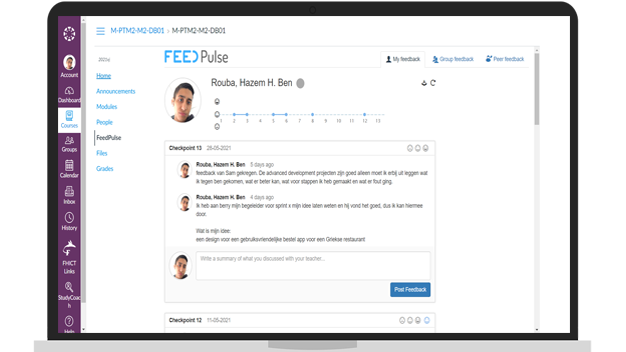 M-PTM2-M2-DB01 › M-PTM2-M2-DB01
Account
Dashboard
Courses
Groups
Calendar
Inbox
History
FHICT
Links
StudyCoac
h
Help
2021vj
Home
Announcements
Modules
People
FeedPulse
Files
Grades
FEEDPulse
My feedback
Group feedback
Peer feedback
Rouba, Hazem H. Ben
1 2 3 4 5 6 7 8 9 10 11 12 13
Checkpoint 13 28-05-2021
Rouba, Hazem H. Ben 5 days ago
feedback van Sam gekregen. De advanced development projecten zijn goed alleen moet ik erbij uit leggen wat
ik tegen ben gekomen, wat er beter kan, wat voor stappen ik heb gemaakt en wat er foul ging.
Rouba, Hazem H. Ben 4 days ago
Ik heb aan berry mijn begeleider voor sprint x mijn idea laten weten en hij vond het goed, dus ik kan hiermee
door.
Wat is mijn idee:
een design voor een gebruiksvriendelijke bestel app voor een Griekse restaurant
Write a summary of what you discussed with your teacher...
Post Feedback
Checkpoint 12 11-05-2021